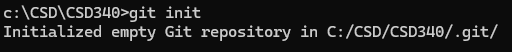 c:\CSD\CSD340>git init
Initialized empty Git repository in C:/CSD/CSD340/.git/